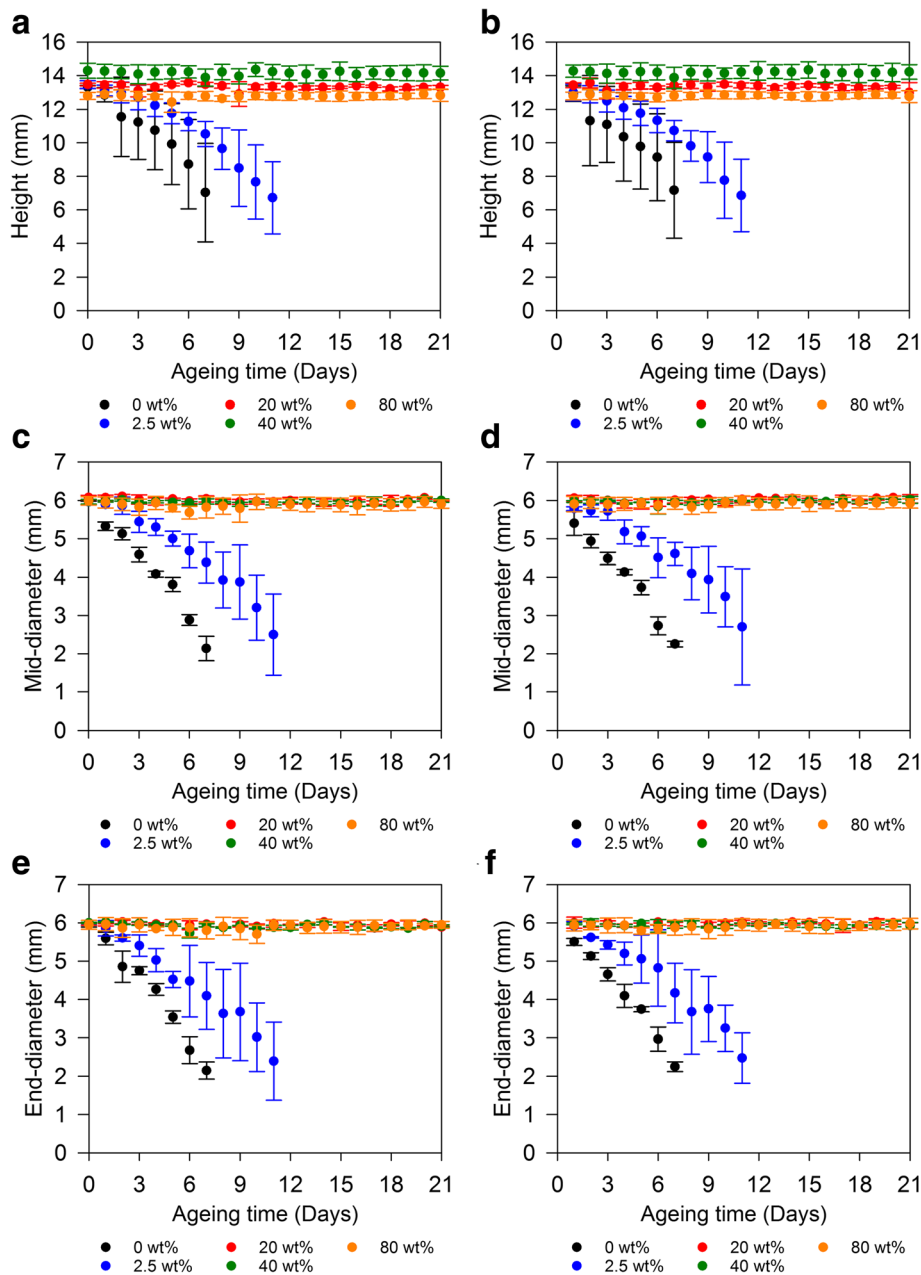 a
b
16
14
12
10
8
6
4
2
0
Height (mm)
0 3 6 9 12 15 18 21
Ageing time (Days)
0 wt% 20 wt% 80 wt%
2.5 wt% 40 wt%
16
14
12
10
8
6
4
2
0
Height (mm)
0 3 6 9 12 15 18 21
Ageing time (Days)
0 wt% 20 wt% 80 wt%
2.5 wt% 40 wt%
c
d
7
6
5
4
3
2
1
0
Mid-diameter (mm)
0 3 6 9 12 15 18 21
Ageing time (Days)
0 wt% 20 wt% 80 wt%
2.5 wt% 40 wt%
7
6
5
4
3
2
1
0
Mid-diameter (mm)
0 3 6 9 12 15 18 21
Ageing time (Days)
0 wt% 20 wt% 80 wt%
2.5 wt% 40 wt%
e
f
7
6
5
4
3
2
1
0
End-diameter (mm)
0 3 6 9 12 15 18 21
Ageing time (Days)
0 wt% 20 wt% 80 wt%
2.5 wt% 40 wt%
7
6
5
4
3
2
1
0
End-diameter (mm)
0 3 6 9 12 15 18 21
Ageing time (Days)
0 wt% 20 wt% 80 wt%
2.5 wt% 40 wt%